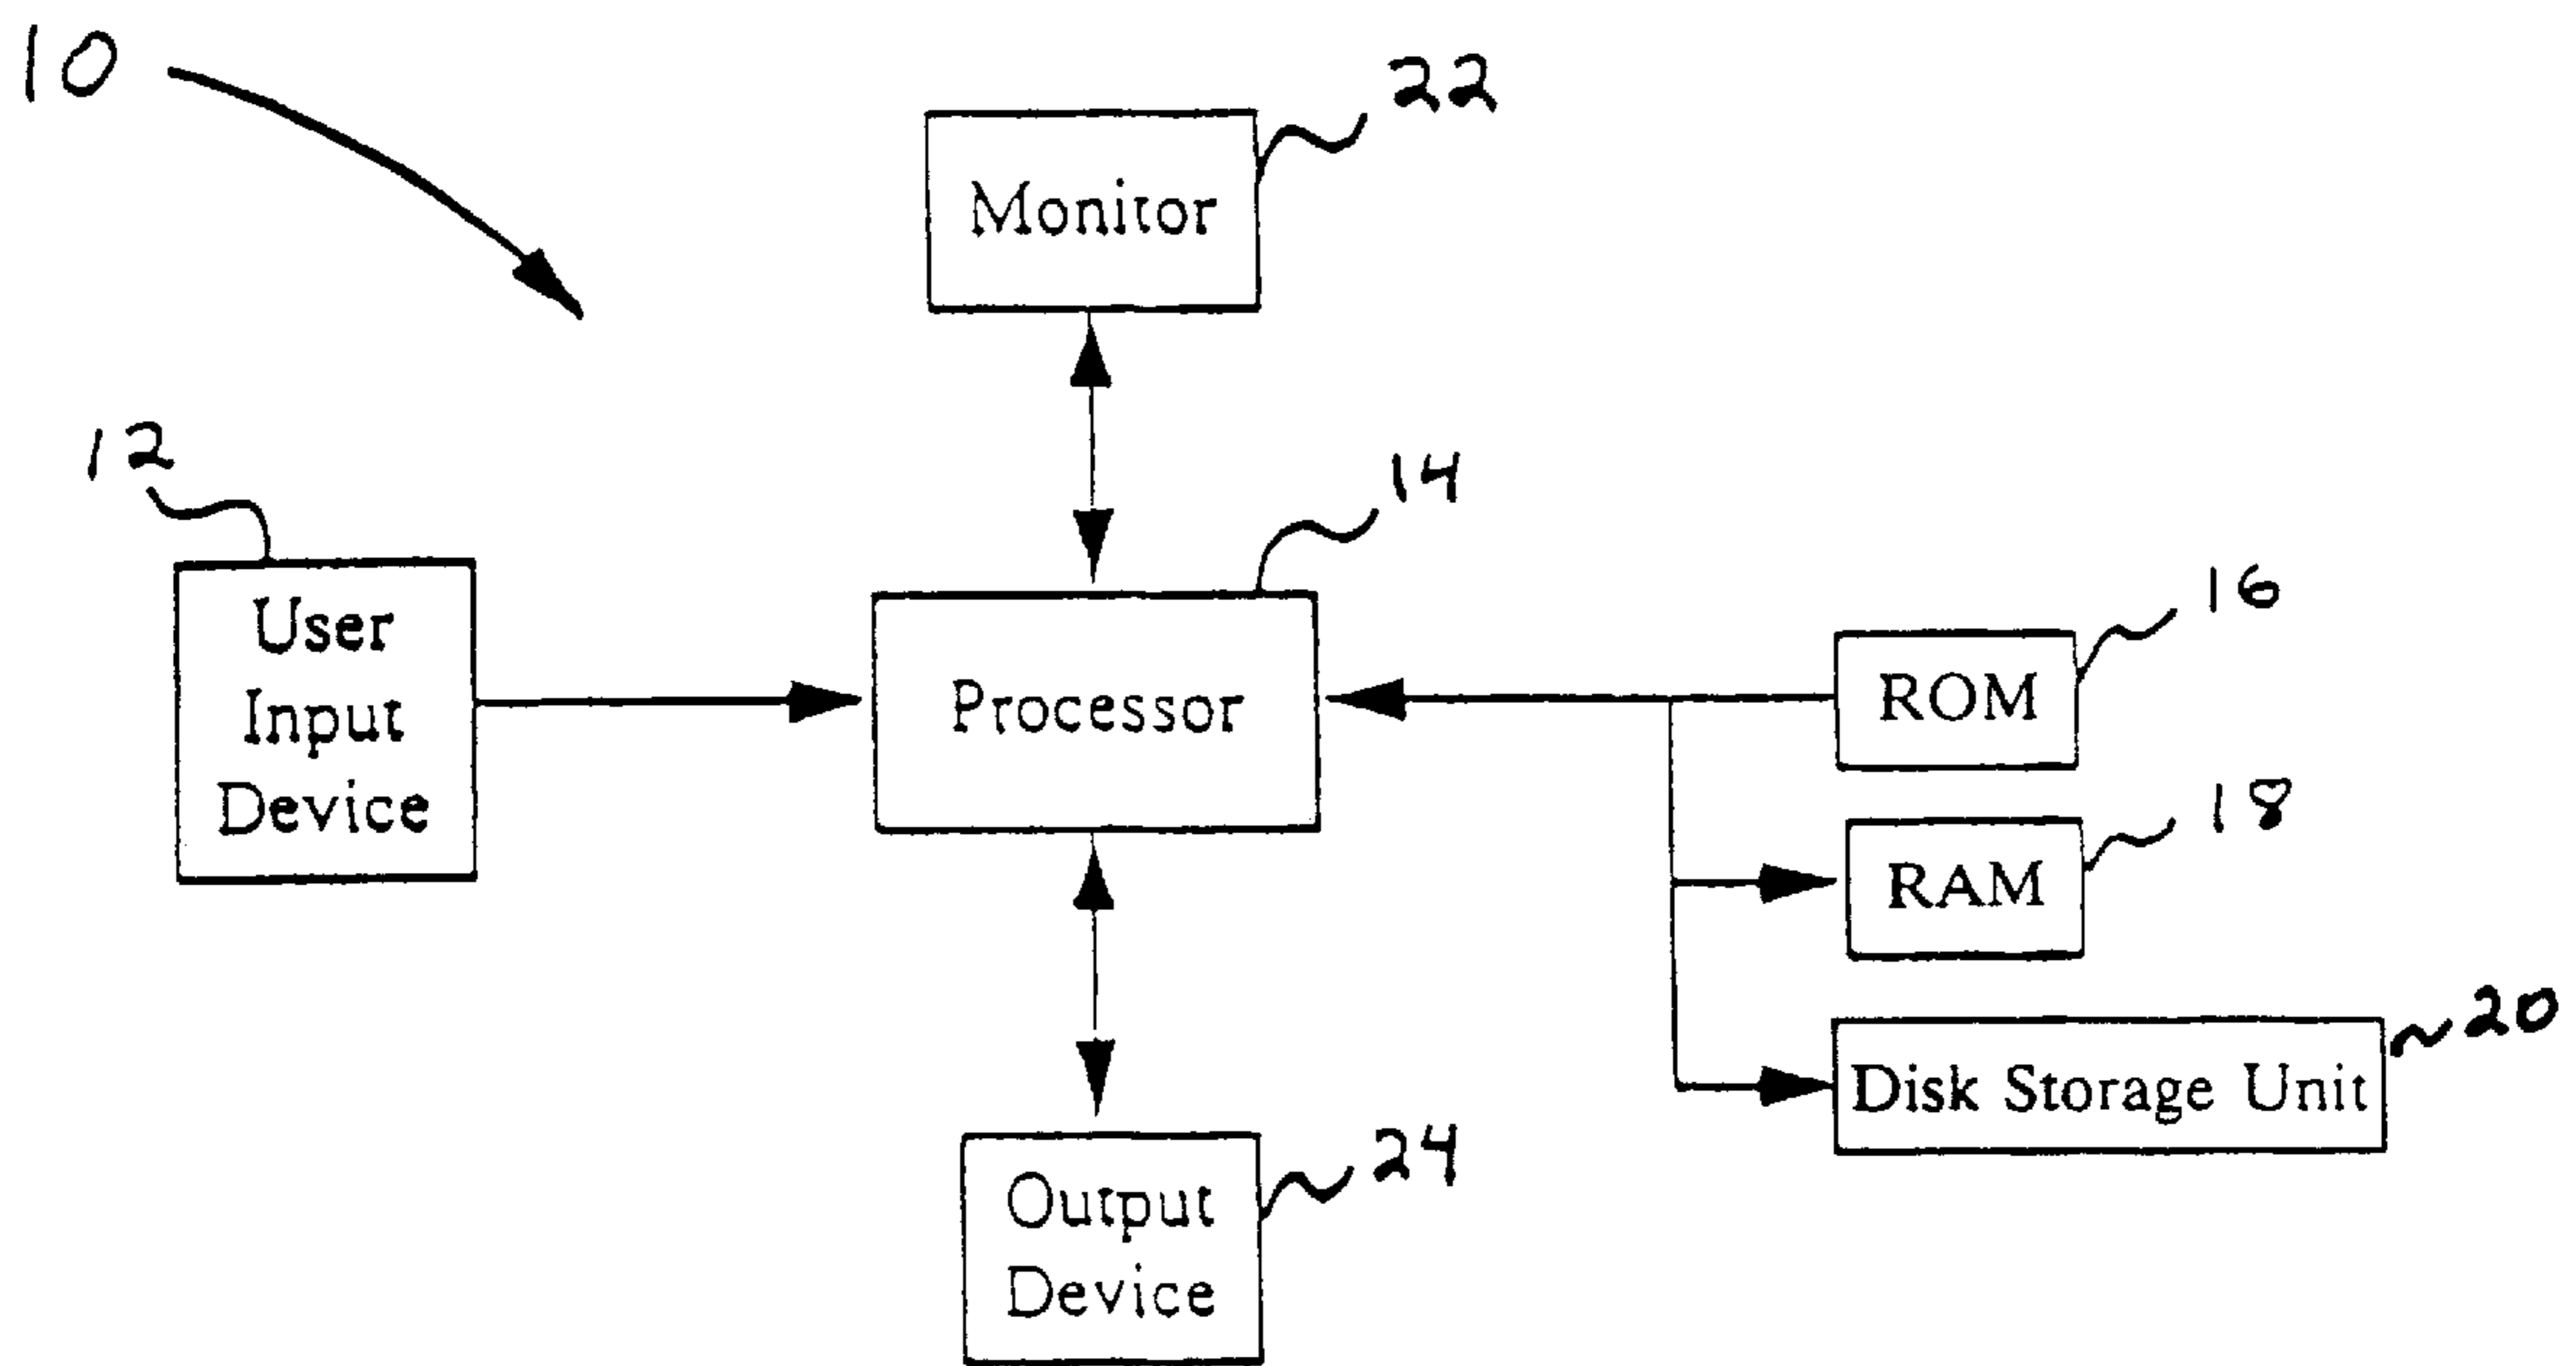 10
22
Monitor
12
14
User
Input
Device
Processor
16
ROM
18
RAM
20
Disk Storage Unit
24
Output
Device